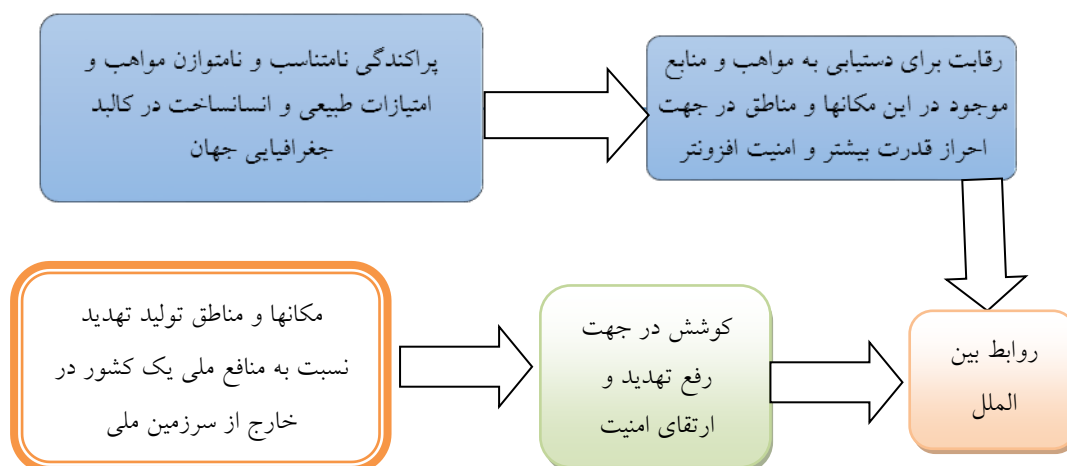 پراکندگی نامتناسب و نامتوازن مواهب و
امتیازات طبیعی و انسانساخت در کالبد
جغرافیایی جهان
رقابت برای دستیابی به مواهب و منابع
موجود در این مکانها و مناطق در جهت
احراز قدرت بیشتر و امنیت افزونتر
مکانها و مناطق تولید تهدید
نسبت به منافع ملی یک کشور در
خارج از سرزمین ملی
کوشش در جهت
رفع تهدید و
ارتقای امنیت
روابط بین
الملل